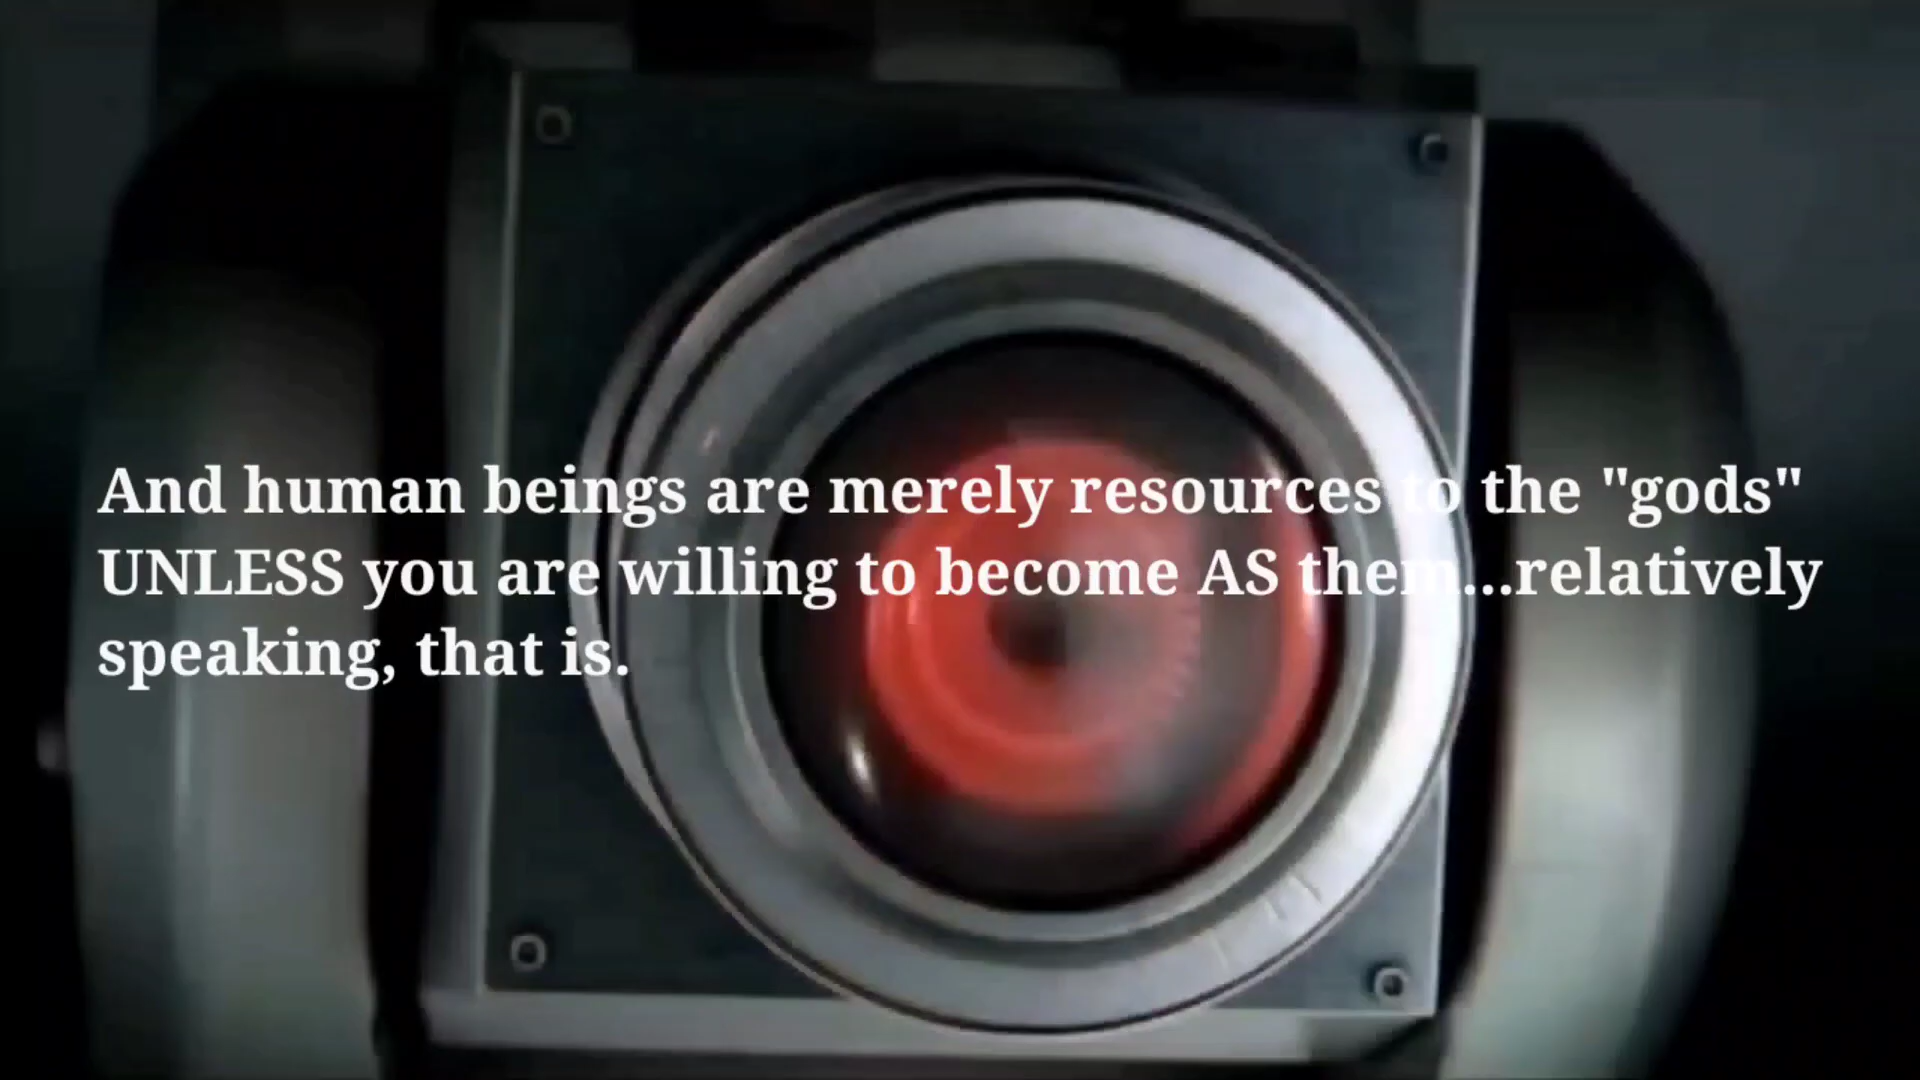 And human beings are merely resources to the "gods"
UNLESS you are willing to become AS them...relatively
speaking, that is.